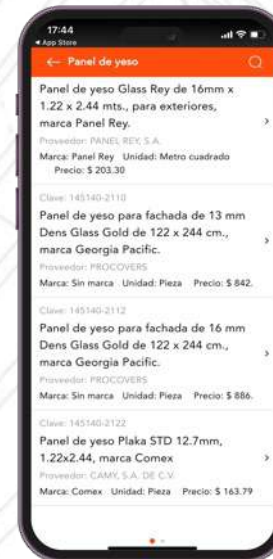 17:44
App Store
Panel de yeso
Panel de yeso Glass Rey de 16mm x
1.22 x 2.44 mts., para exteriores,
marca Panel Rey.
Proveedor: PANEL REY, S.A.
Marca: Panel Rey Unidad: Metro cuadrado
Precio: $ 203.30
Clave: 145140-2110
Panel de yeso para fachada de 13 mm
Dens Glass Gold de 122 x 244 cm.,
marca Georgia Pacific.
Proveedor: PROCOVERS
Marca: Sin marca Unidad: Pieza Precio: $ 842.
Clave: 145140-2112
Panel de yeso para fachada de 16 mm
Dens Glass Gold de 122 x 244 cm.,
marca Georgia Pacific.
Proveedor: PROCOVERS
Marca: Sin marca Unidad: Pieza Precio: $ 886.
Clave: 145140-2122
Panel de yeso Plaka STD 12.7mm,
1.22x2.44, marca Comex
Proveedor: CAMY, S.A. DE C.V.
Marca: Comex Unidad: Pieza Precio: $ 163.79